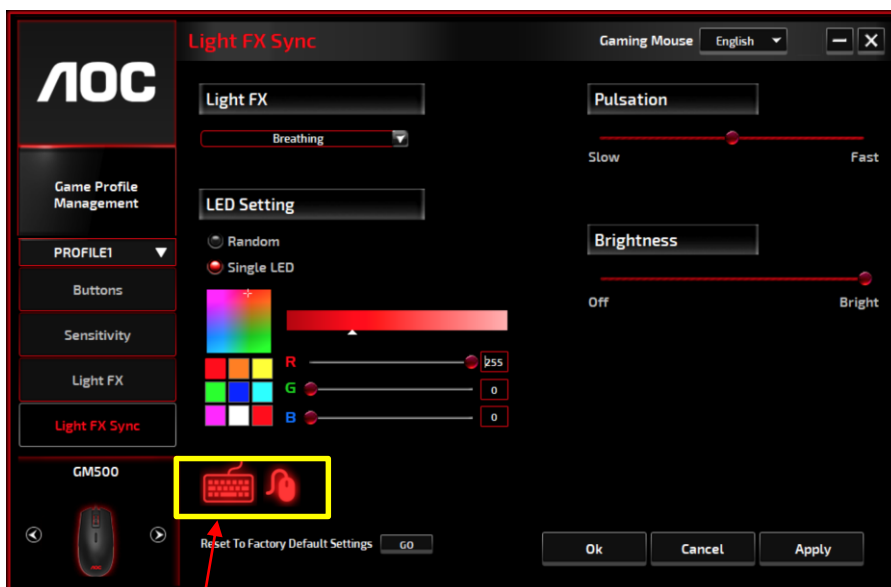 AOC
Light FX Sync
Gaming Mouse English
Light FX
Breathing
Pulsation
Slow Fast
Game Profile
Management
LED Setting
Random
Single LED
Brightness
Off Bright
PROFILE1
Buttons
Sensitivity
Light FX
Light FX Sync
R 255
G 0
B 0
GM500
Reset To Factory Default Settings GO
Ok Cancel Apply